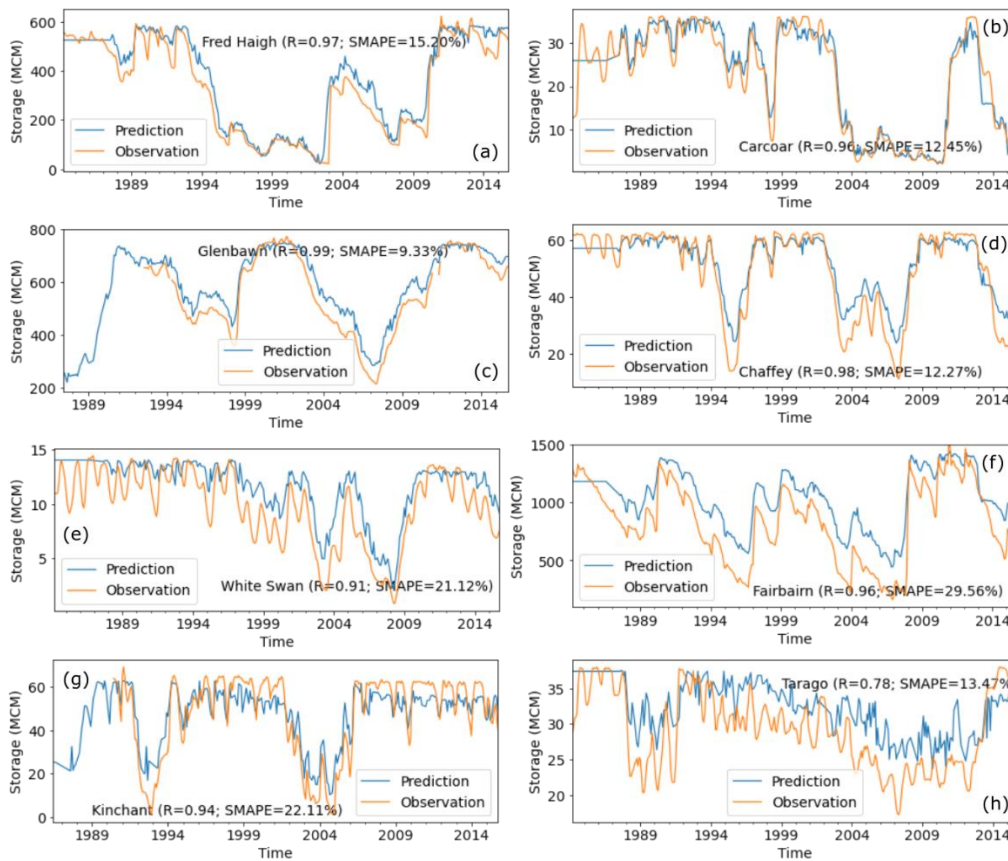 Storage (MCM)
600
400
200
0
Fred Haigh (R=0.97; SMAPE=15.20%)
Prediction
Observation
(a)
1989 1994 1999 2004 2009 2014
Time
Storage (MCM)
30
20
10
(b)
Prediction
Observation
Carcoar (R=0.96; SMAPE=12.45%)
1989 1994 1999 2004 2009 2014
Time
Storage (MCM)
800
600
400
200
Glenbawn (R=0.99; SMAPE=9.33%)
Prediction
Observation
(c)
1989 1994 1999 2004 2009 2014
Time
Storage (MCM)
60
40
20
(d)
Prediction
Observation
Chaffey (R=0.98; SMAPE=12.27%)
1989 1994 1999 2004 2009 2014
Time
Storage (MCM)
15
10
5
(e)
Prediction
Observation
White Swan (R=0.91; SMAPE=21.12%)
1989 1994 1999 2004 2009 2014
Time
Storage (MCM)
1500
1000
500
(f)
Prediction
Observation
Fairbairn (R=0.96; SMAPE=29.56%)
1989 1994 1999 2004 2009 2014
Time
Storage (MCM)
60
40
20
0
(g)
Prediction
Observation
Kinchant (R=0.94; SMAPE=22.11%)
1989 1994 1999 2004 2009 2014
Time
Storage (MCM)
35
30
25
20
Tarago (R=0.78; SMAPE=13.47%)
Prediction
Observation
(h)
1989 1994 1999 2004 2009 2014
Time